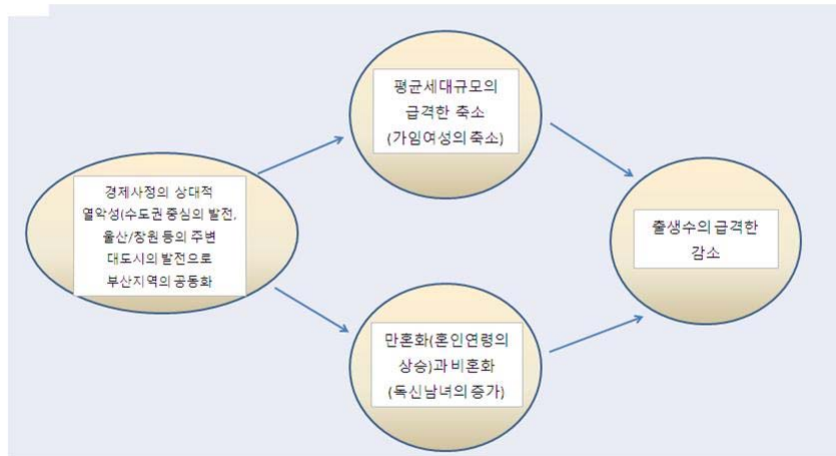 평균세대규모의
급격한 축소
(가임여성의 축소)
경제사정의 상대적
열악성(수도권 중심의 발전,
울산/창원 등의 주변
대도시의 발전으로
부산지역의 공동화
출생수의 급격한
감소
만혼화(혼인연령의
상승)과 비혼화
(독신남녀의 증가)